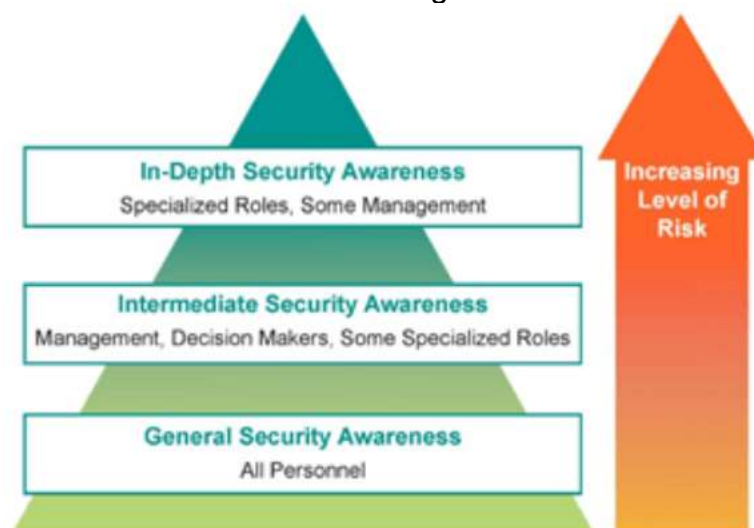 In-Depth Security Awareness
Specialized Roles, Some Management
Intermediate Security Awareness
Management, Decision Makers, Some Specialized Roles
General Security Awareness
All Personnel
Increasing
Level of
Risk